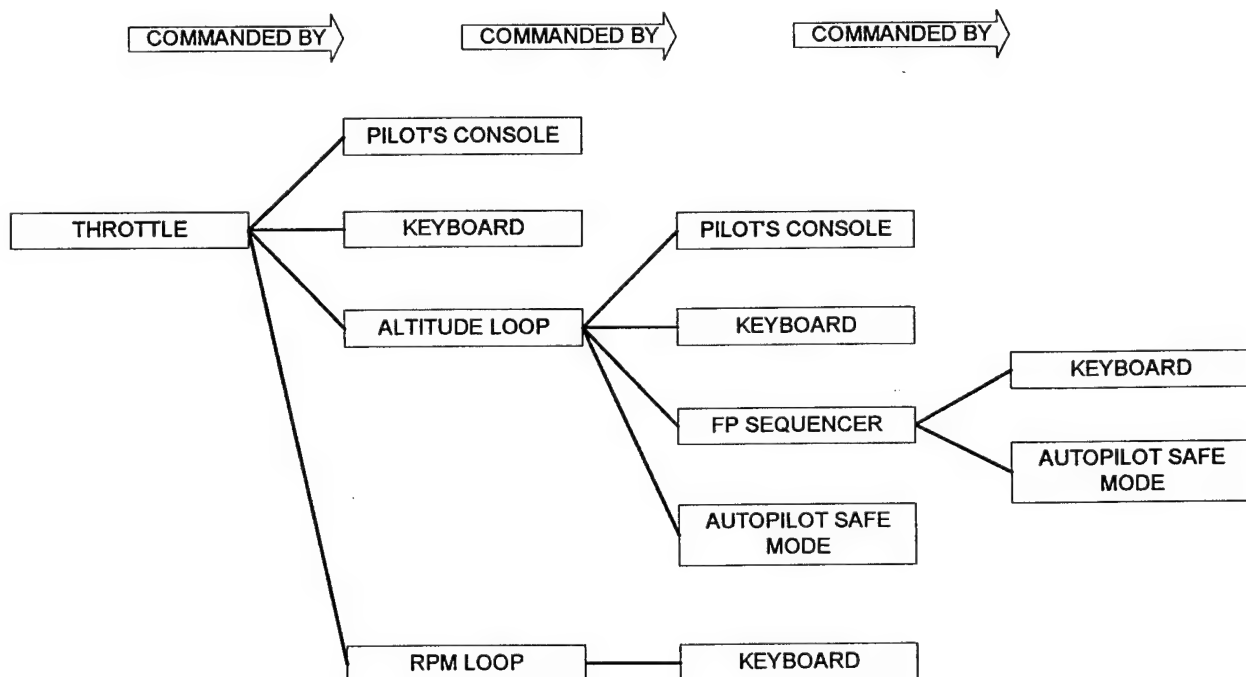 COMMANDED BY
COMMANDED BY
COMMANDED BY
PILOT'S CONSOLE
THROTTLE
KEYBOARD
PILOT'S CONSOLE
ALTITUDE LOOP
KEYBOARD
KEYBOARD
FP SEQUENCER
AUTOPILOT SAFE
MODE
AUTOPILOT SAFE
MODE
RPM LOOP
KEYBOARD